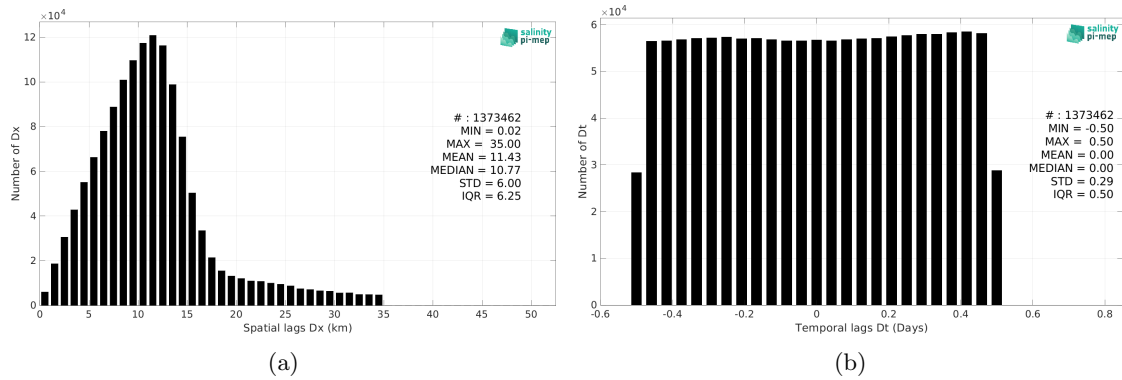 ×10⁴
12
10
8
6
4
2
0
Number of Dx
0 5 10 15 20 25 30 35 40 45 50
Spatial lags Dx (km)
salinity
pi-mep
# : 1373462
MIN = 0.02
MAX = 35.00
MEAN = 11.43
MEDIAN = 10.77
STD = 6.00
IQR = 6.25
(a)
×10⁴
6
5
4
3
2
1
0
Number of Dt
-0.6 -0.4 -0.2 0 0.2 0.4 0.6 0.8
Temporal lags Dt (Days)
salinity
pi-mep
# : 1373462
MIN = -0.50
MAX = 0.50
MEAN = 0.00
MEDIAN = 0.00
STD = 0.29
IQR = 0.50
(b)